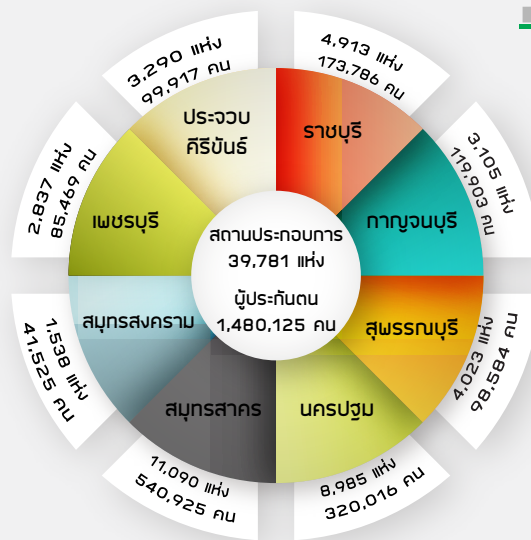 3,290 แห่ง
99,917 คน
4,913 แห่ง
173,786 คน
ประจวบ
คีรีขันธ์
ราชบุรี
2,837 แห่ง
85,469 คน
3,105 แห่ง
119,903 คน
เพชรบุรี
กาญจนบุรี
สถานประกอบการ
39,781 แห่ง
ผู้ประกันตน
1,480,125 คน
สมุทรสงคราม
สุพรรณบุรี
1,538 แห่ง
41,525 คน
4,023 แห่ง
98,584 คน
สมุทรสาคร
นครปฐม
11,090 แห่ง
540,925 คน
8,985 แห่ง
320,016 คน